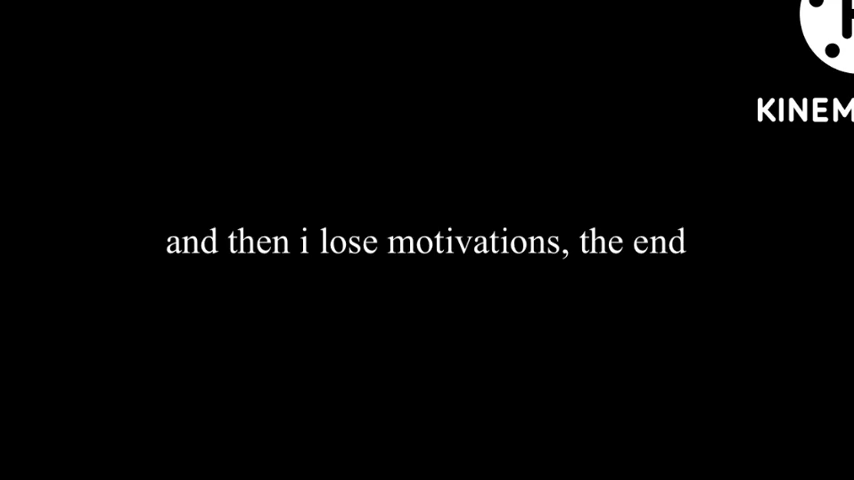 KINEM
and then i lose motivations, the end